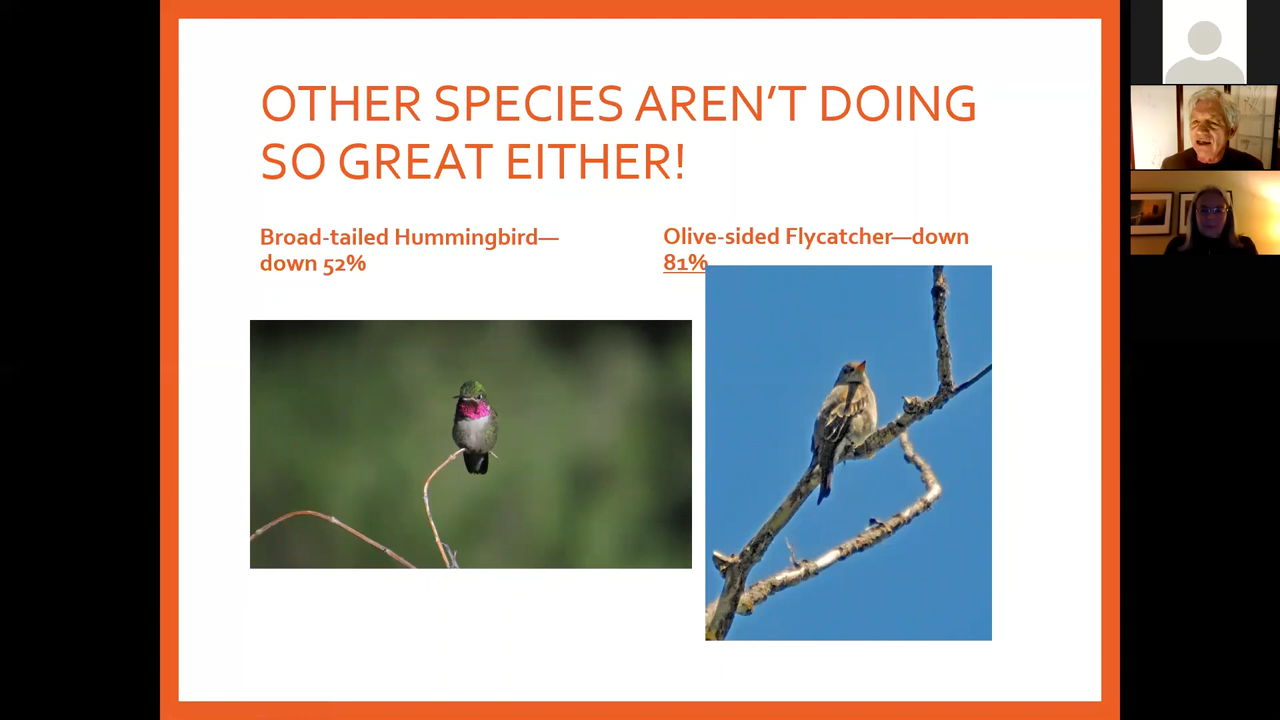 OTHER SPECIES AREN’T DOING
SO GREAT EITHER!
Broad-tailed Hummingbird—
down 52%
Olive-sided Flycatcher—down
81%